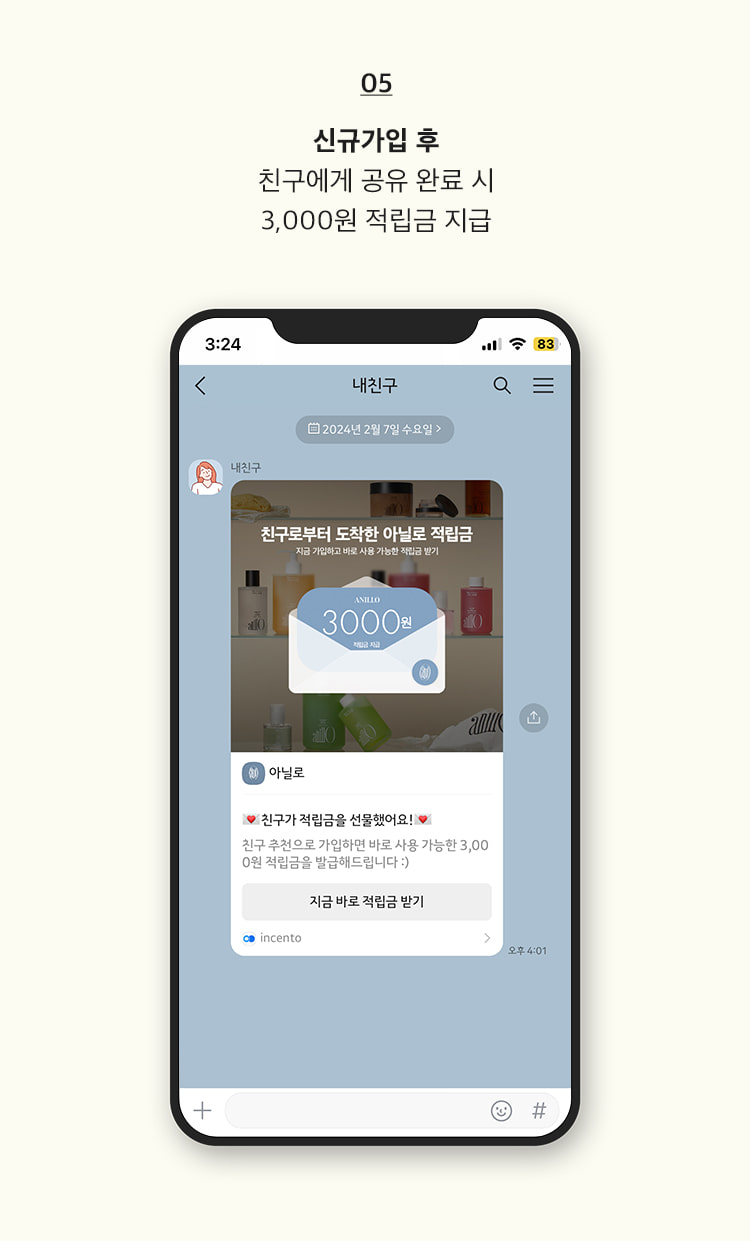 05
신규가입 후
친구에게 공유 완료 시
3,000원 적립금 지급
3:24
83
내친구
2024년 2월 7일 수요일 >
내친구
친구로부터 도착한 아닐로 적립금
지금 가입하고 바로 사용 가능한 적립금 받기
ANILLO
3000원
적립금 지급
anillO
아닐로
💌친구가 적립금을 선물했어요!💌
친구 추천으로 가입하면 바로 사용 가능한 3,00
0원 적립금을 발급해드립니다 :)
지금 바로 적립금 받기
incento
오후 4:01
#